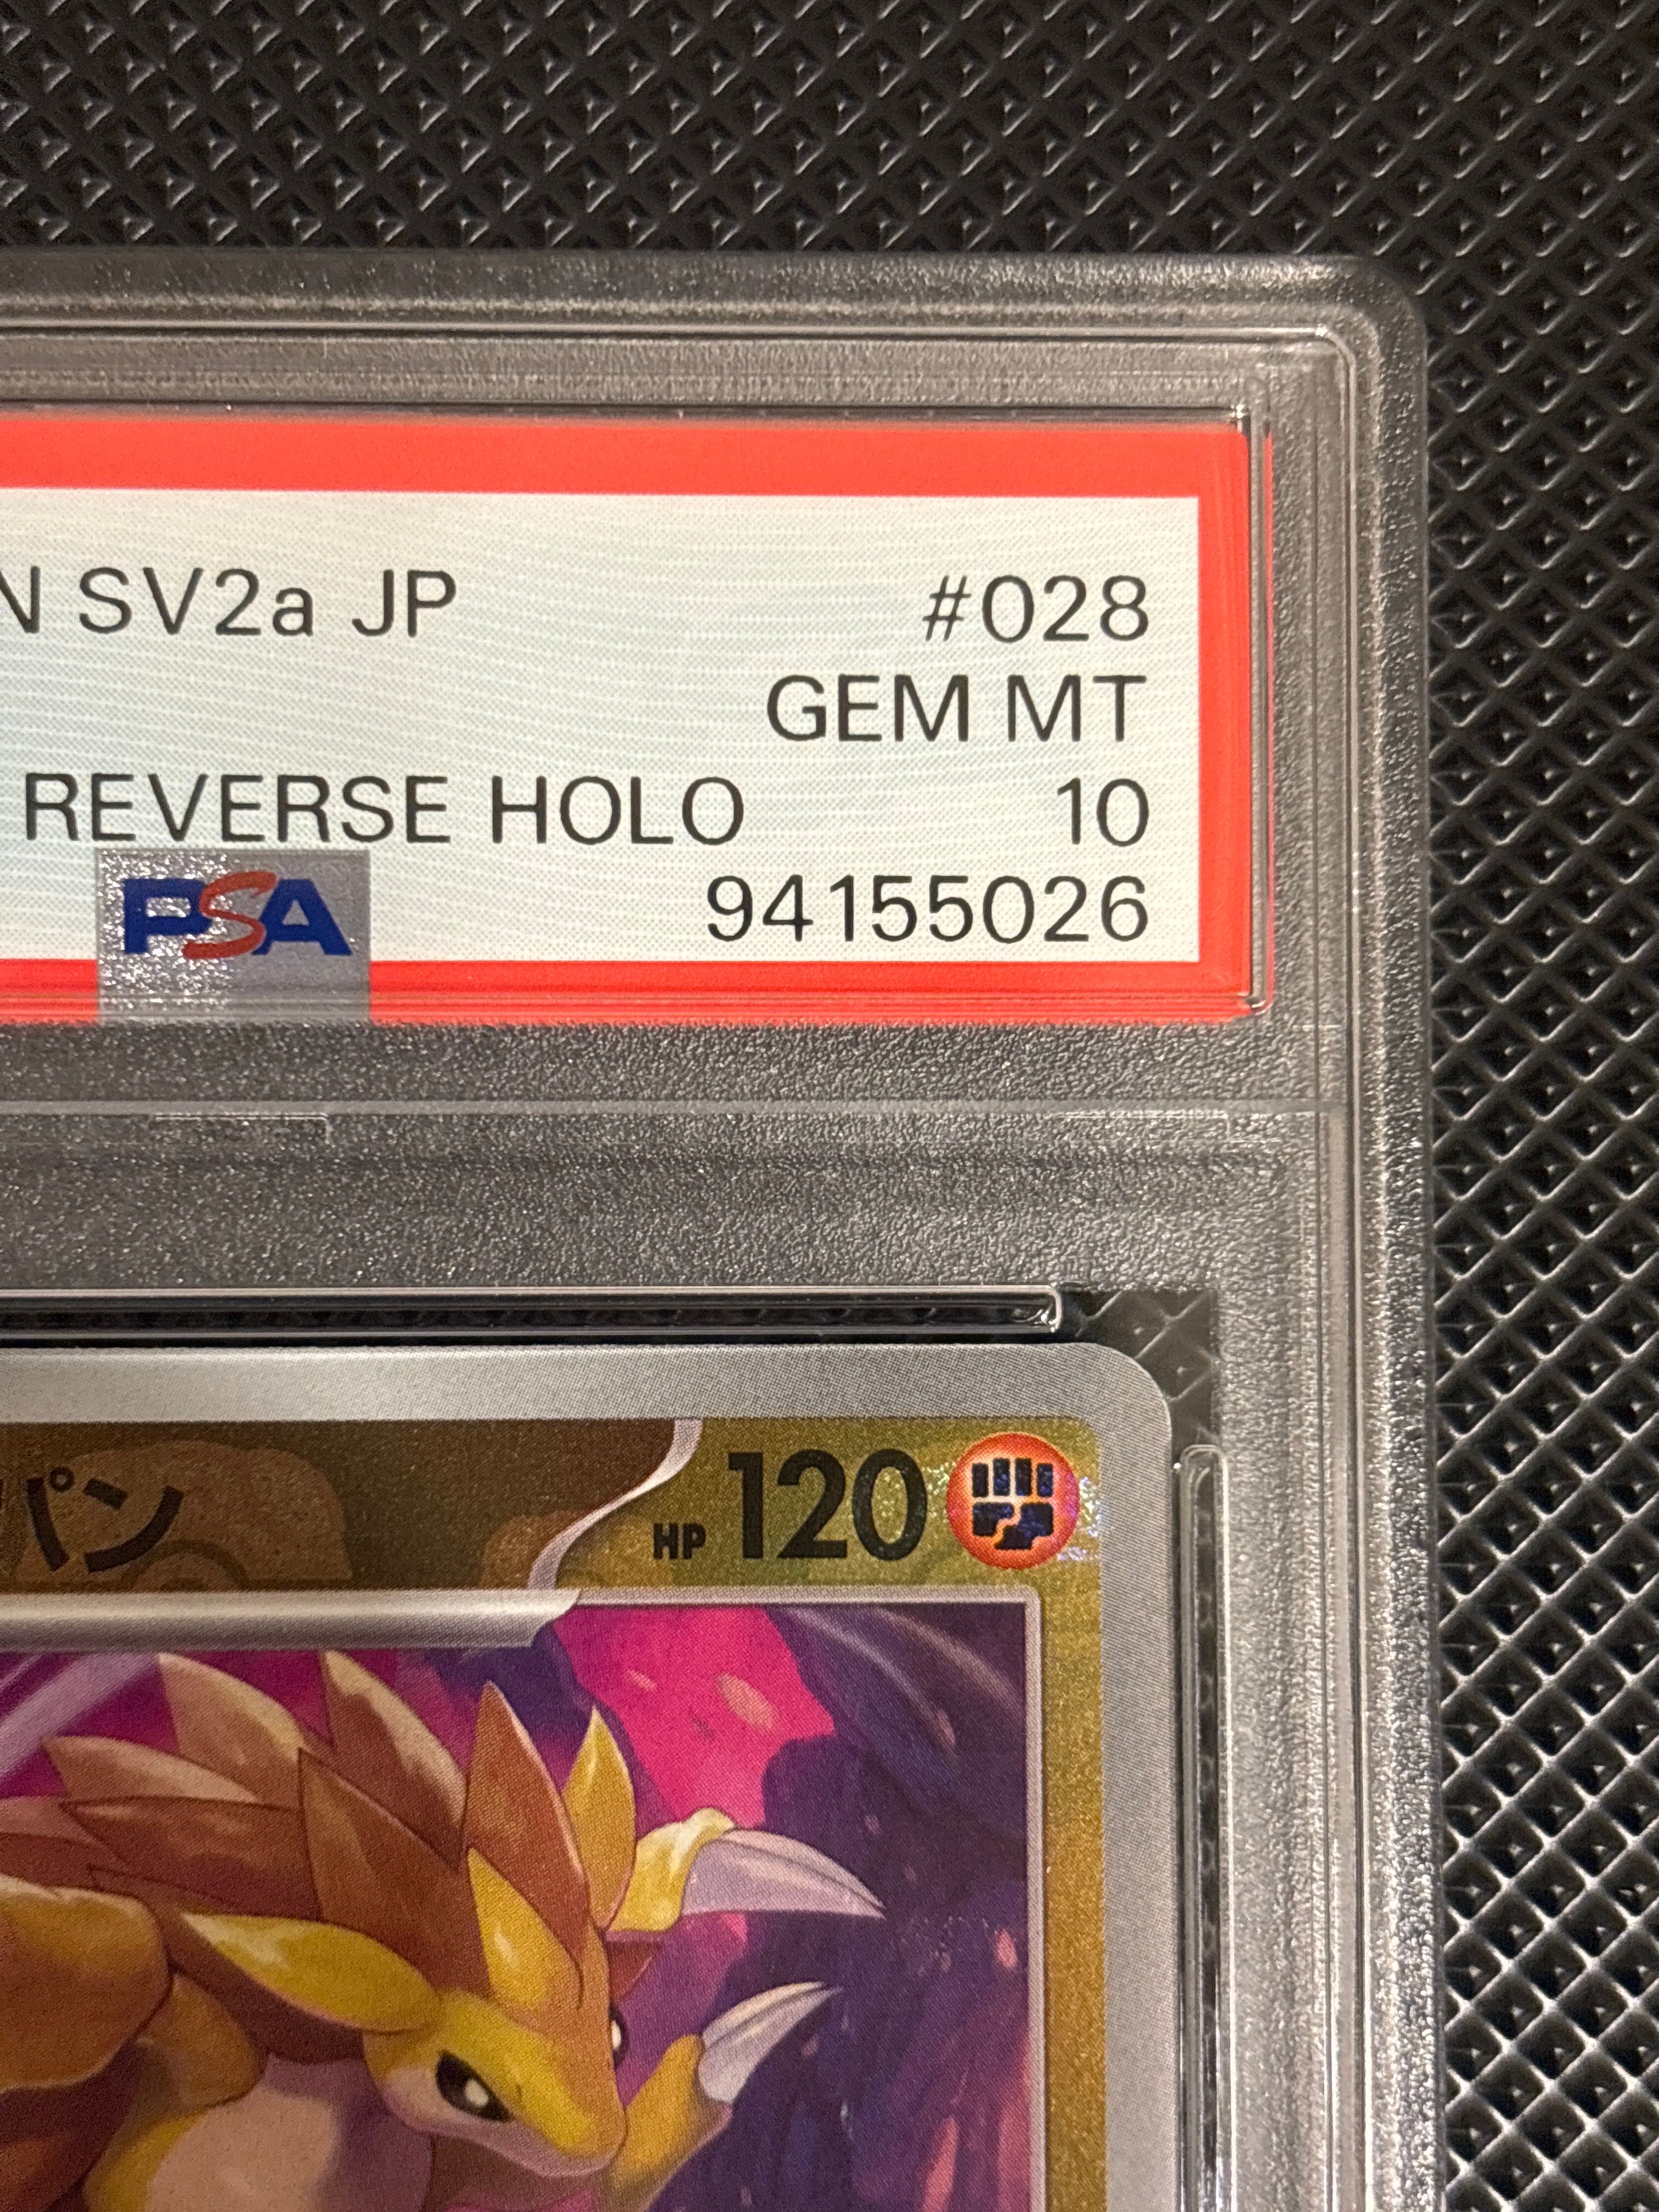 SV2a JP #028
GEM MT
REVERSE HOLO 10
PSA 94155026
パン HP 120